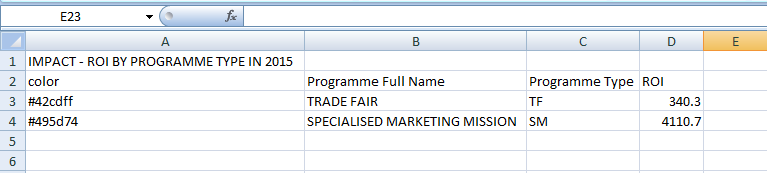 E23 fx
A B C D E
1 IMPACT - ROI BY PROGRAMME TYPE IN 2015
2 color Programme Full Name Programme Type ROI
3 #42cdff TRADE FAIR TF 340.3
4 #495d74 SPECIALISED MARKETING MISSION SM 4110.7
5
6